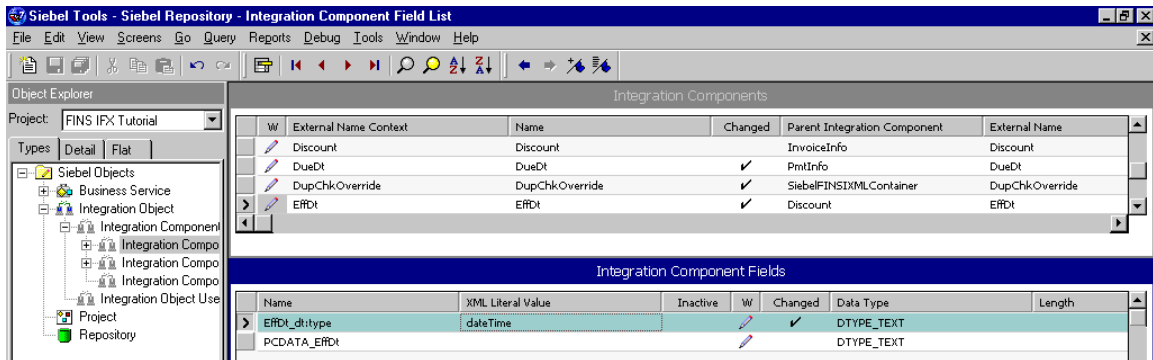 Siebel Tools - Siebel Repository - Integration Component Field List
File Edit View Screens Go Query Reports Debug Tools Window Help
Object Explorer
Project: FINS IFX Tutorial
Types Detail Flat
Siebel Objects
Business Service
Integration Object
Integration Component
Integration Compo
Integration Compo
Integration Compo
Integration Object Use
Project
Repository
Integration Components
W External Name Context Name Changed Parent Integration Component External Name
Discount Discount InvoiceInfo Discount
DueDt DueDt PmtInfo DueDt
DupChkOverride DupChkOverride SiebelFINSIXMLContainer DupChkOverride
EffDt EffDt Discount EffDt
Integration Component Fields
Name XML Literal Value Inactive W Changed Data Type Length
EffDt_dt:type dateTime DTYPE_TEXT
PCDATA_EffDt DTYPE_TEXT